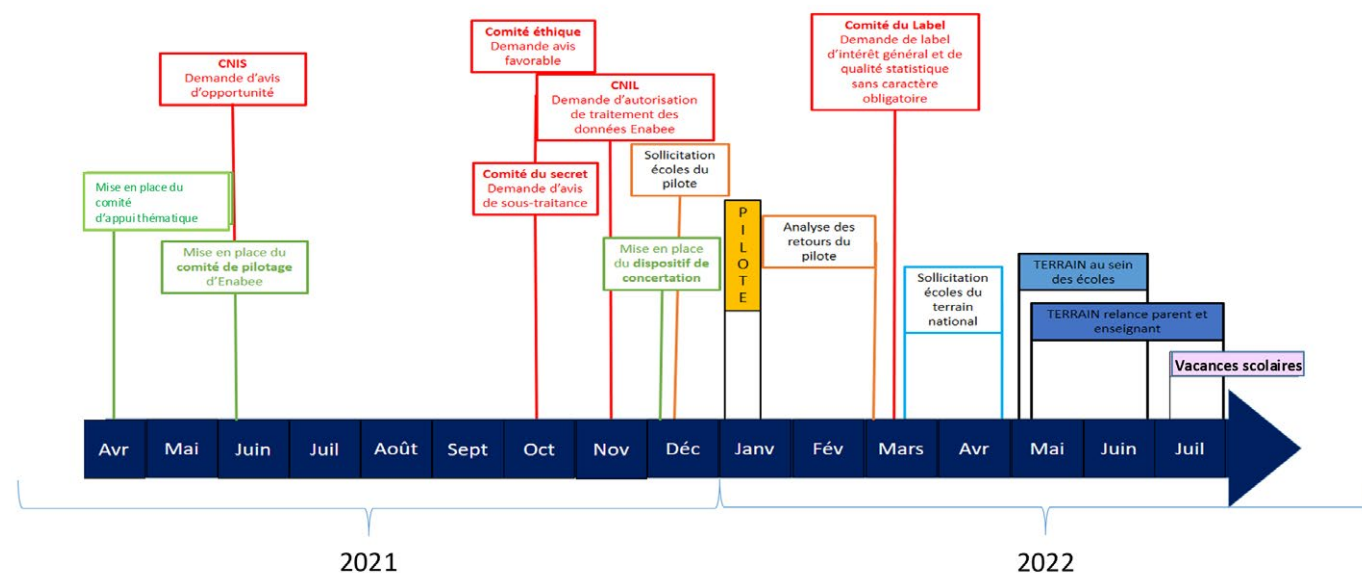 Comité éthique
Demande avis
favorable
Comité du Label
Demande de label
d'intérêt général et de
qualité statistique
sans caractère
obligatoire
CNIS
Demande d'avis
d'opportunité
CNIL
Demande d'autorisation
de traitement des
données Enabee
Sollicitation
écoles du
pilote
Comité du secret
Demande d'avis
de sous-traitance
Mise en place du
comité
d'appui thématique
PILOTE
Analyse des
retours du
pilote
Mise en place du
comité de pilotage
d'Enabee
Mise en place
du dispositif de
concertation
Sollicitation
écoles du
terrain
national
TERRAIN au sein
des écoles
TERRAIN relance parent et
enseignant
Vacances scolaires
Avr Mai Juin Juil Août Sept Oct Nov Déc Janv Fév Mars Avr Mai Juin Juil
2021 2022